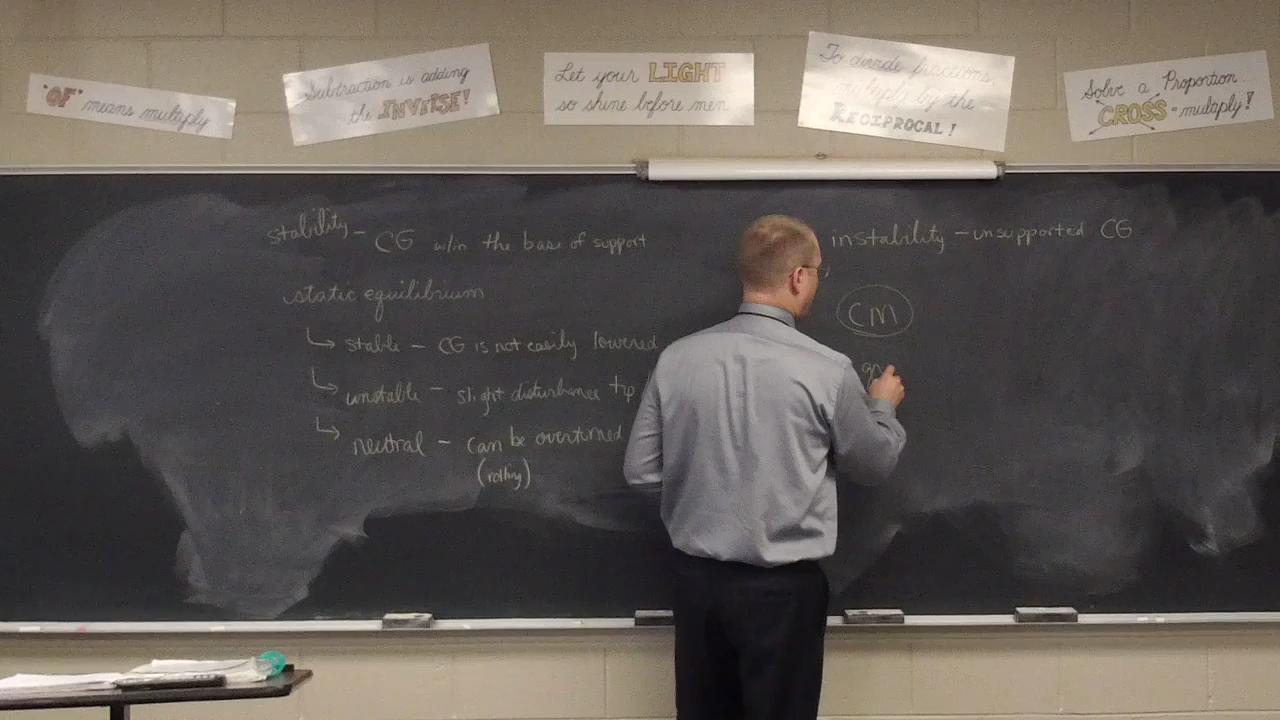 "OF" means multiply
Subtraction is adding
the INVERSE!
Let your LIGHT
so shine before men
To divide fractions,
multiply by the
RECIPROCAL!
Solve a Proportion...
CROSS-multiply!
stability - CG w/in the base of support
static equilibrium
↳ stable - CG is not easily lowered
↳ unstable - slight disturbance tip
↳ neutral - can be overturned
(rolling)
instability - unsupported CG
CM